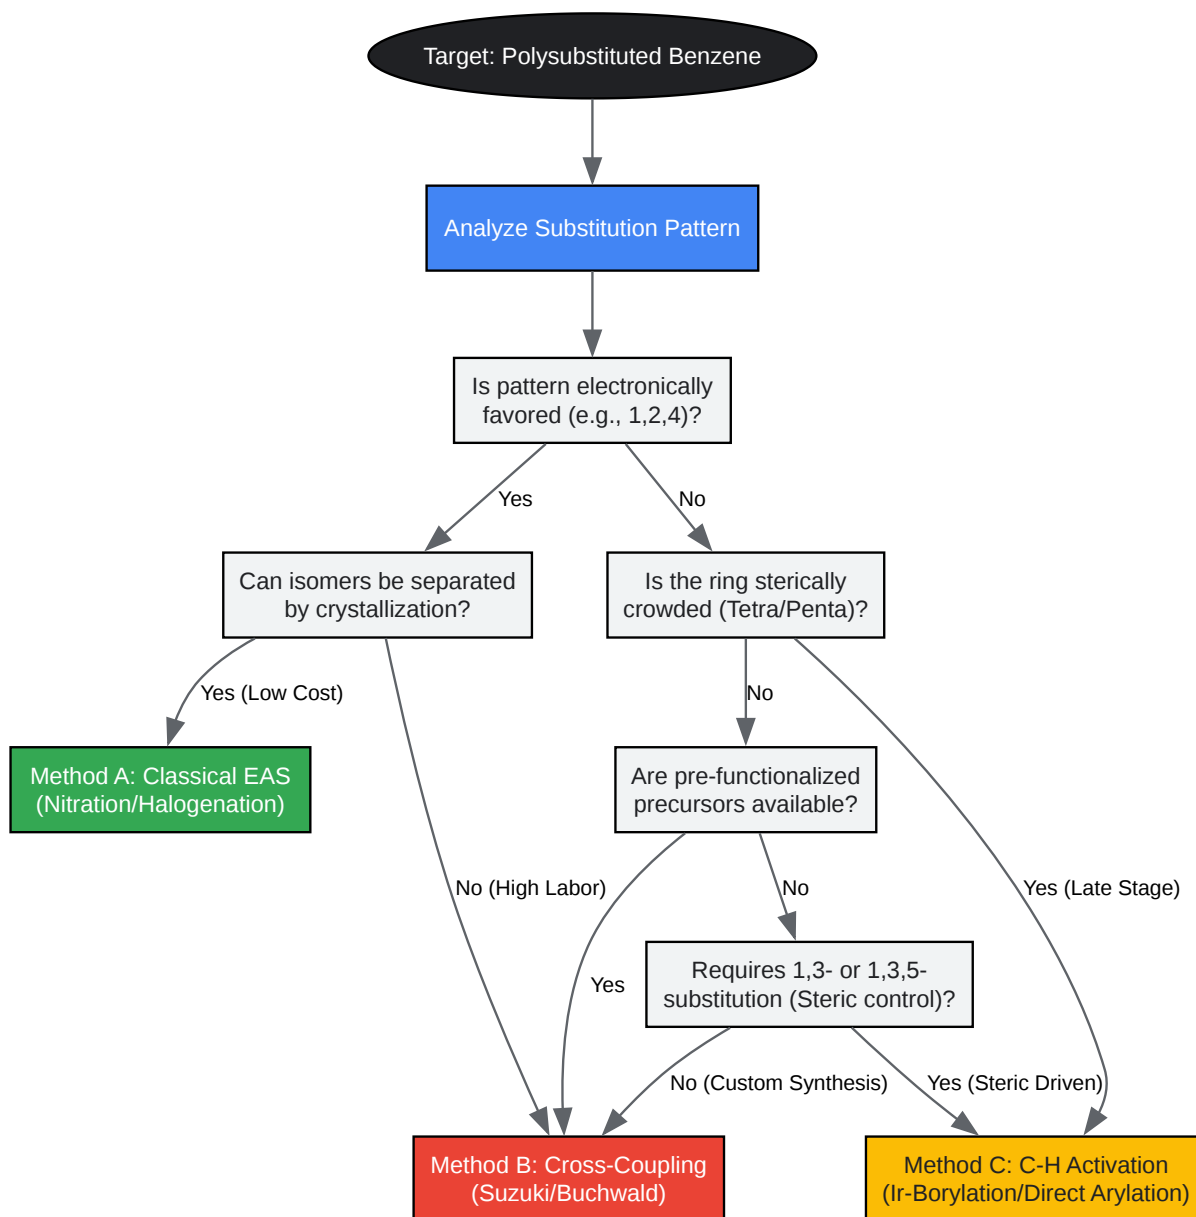 Target: Polysubstituted Benzene
Analyze Substitution Pattern
Is pattern electronically
favored (e.g., 1,2,4)?
Yes
No
Can isomers be separated
by crystallization?
Is the ring sterically
crowded (Tetra/Penta)?
Yes (Low Cost)
No
Method A: Classical EAS
(Nitration/Halogenation)
Are pre-functionalized
precursors available?
No (High Labor)
No
Yes (Late Stage)
Requires 1,3- or 1,3,5-
substitution (Steric control)?
Yes
No (Custom Synthesis)
Yes (Steric Driven)
Method B: Cross-Coupling
(Suzuki/Buchwald)
Method C: C-H Activation
(Ir-Borylation/Direct Arylation)